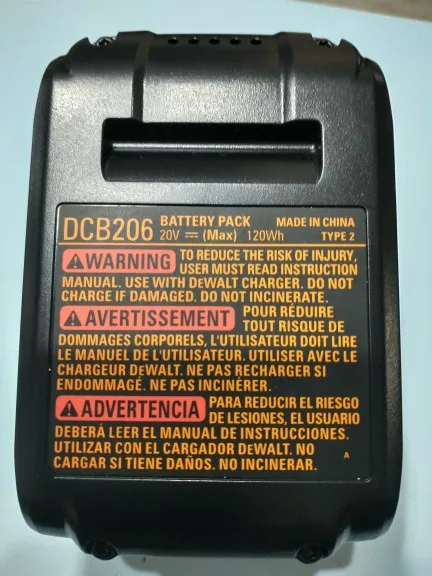 DCB206 BATTERY PACK MADE IN CHINA
20V ⎓ (Max) 120Wh TYPE 2
⚠WARNING TO REDUCE THE RISK OF INJURY,
USER MUST READ INSTRUCTION
MANUAL. USE WITH DEWALT CHARGER. DO NOT
CHARGE IF DAMAGED. DO NOT INCINERATE.
⚠AVERTISSEMENT POUR RÉDUIRE
TOUT RISQUE DE
DOMMAGES CORPORELS, L'UTILISATEUR DOIT LIRE
LE MANUEL DE L'UTILISATEUR. UTILISER AVEC LE
CHARGEUR DEWALT. NE PAS RECHARGER SI
ENDOMMAGÉ. NE PAS INCINÉRER.
⚠ADVERTENCIA PARA REDUCIR EL RIESGO
DE LESIONES, EL USUARIO
DEBERÁ LEER EL MANUAL DE INSTRUCCIONES.
UTILIZAR CON EL CARGADOR DEWALT. NO
CARGAR SI TIENE DAÑOS. NO INCINERAR. A